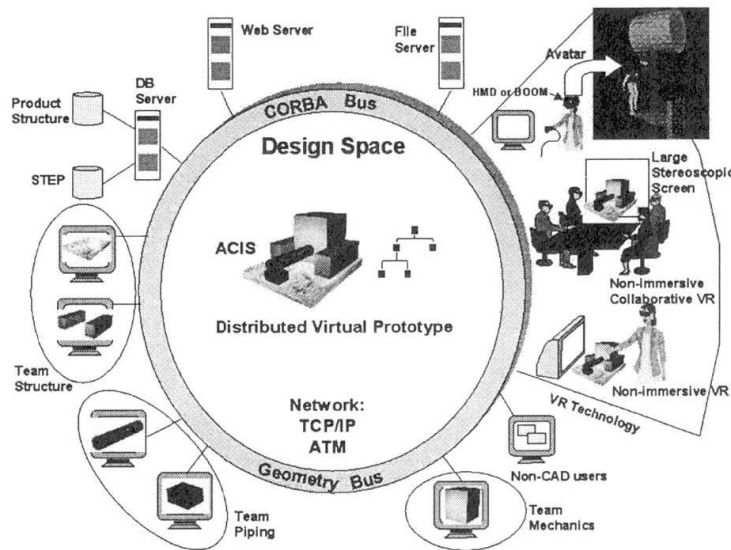 Web Server
File
Server
Avatar
DB
Server
HMD or BOOM
Product
Structure
CORBA Bus
Design Space
Large
Stereoscopic
Screen
STEP
ACIS
Non-immersive
Collaborative VR
Distributed Virtual Prototype
Team
Structure
Non-immersive VR
VR Technology
Network:
TCP/IP
ATM
Non-CAD users
Geometry Bus
Team
Piping
Team
Mechanics